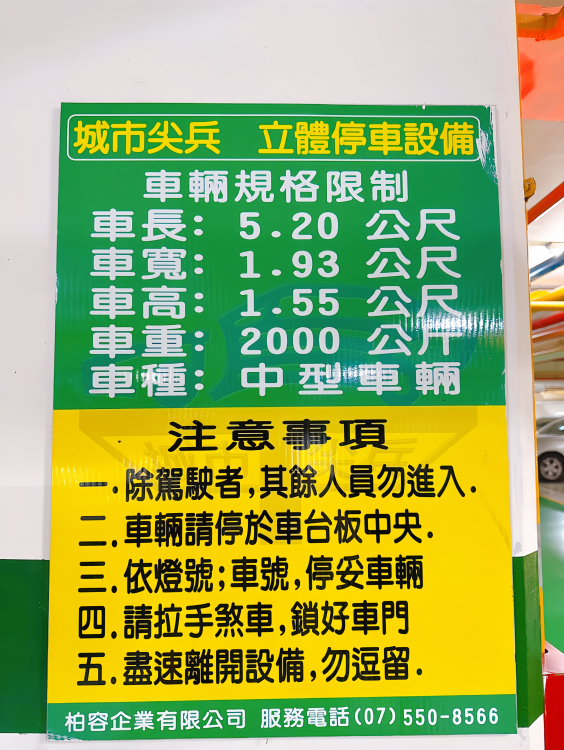 城市尖兵 立體停車設備
車輛規格限制
車長: 5.20 公尺
車寬: 1.93 公尺
車高: 1.55 公尺
車重: 2000 公斤
車種: 中型車輛
注意事項
一.除駕駛者,其餘人員勿進入.
二.車輛請停於車台板中央.
三.依燈號;車號,停妥車輛
四.請拉手煞車,鎖好車門
五.盡速離開設備,勿逗留.
柏容企業有限公司 服務電話(07)550-8566